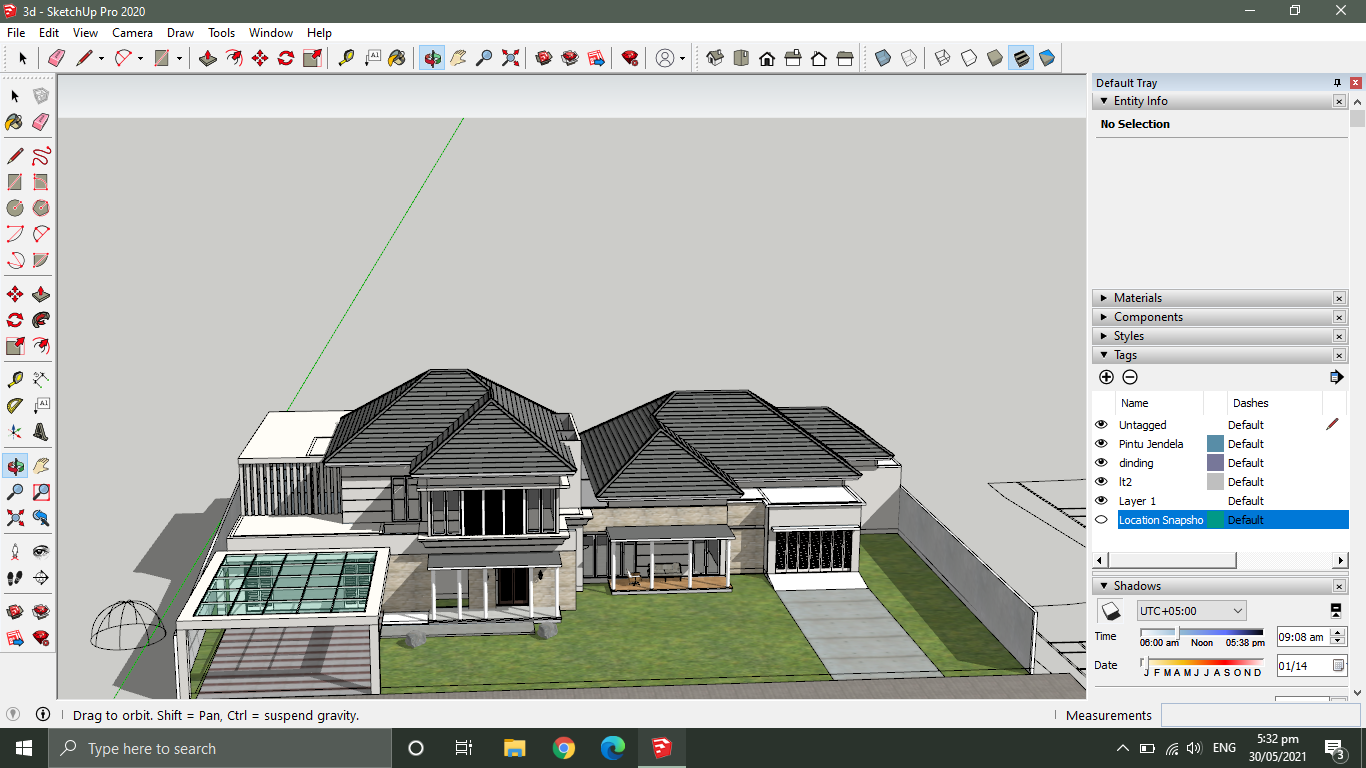 3d - SketchUp Pro 2020
File Edit View Camera Draw Tools Window Help
A1
Default Tray
Entity Info
No Selection
A1
Materials
Components
Styles
Tags
Name Dashes
Untagged Default
Pintu Jendela Default
dinding Default
lt2 Default
Layer 1 Default
Location Snapsho Default
Shadows
UTC+05:00
Time 06:00 am Noon 05:38 pm 09:08 am
Date J F M A M J J A S O N D 01/14
Drag to orbit. Shift = Pan, Ctrl = suspend gravity.
Measurements
Type here to search
ENG
5:32 pm
30/05/2021
3